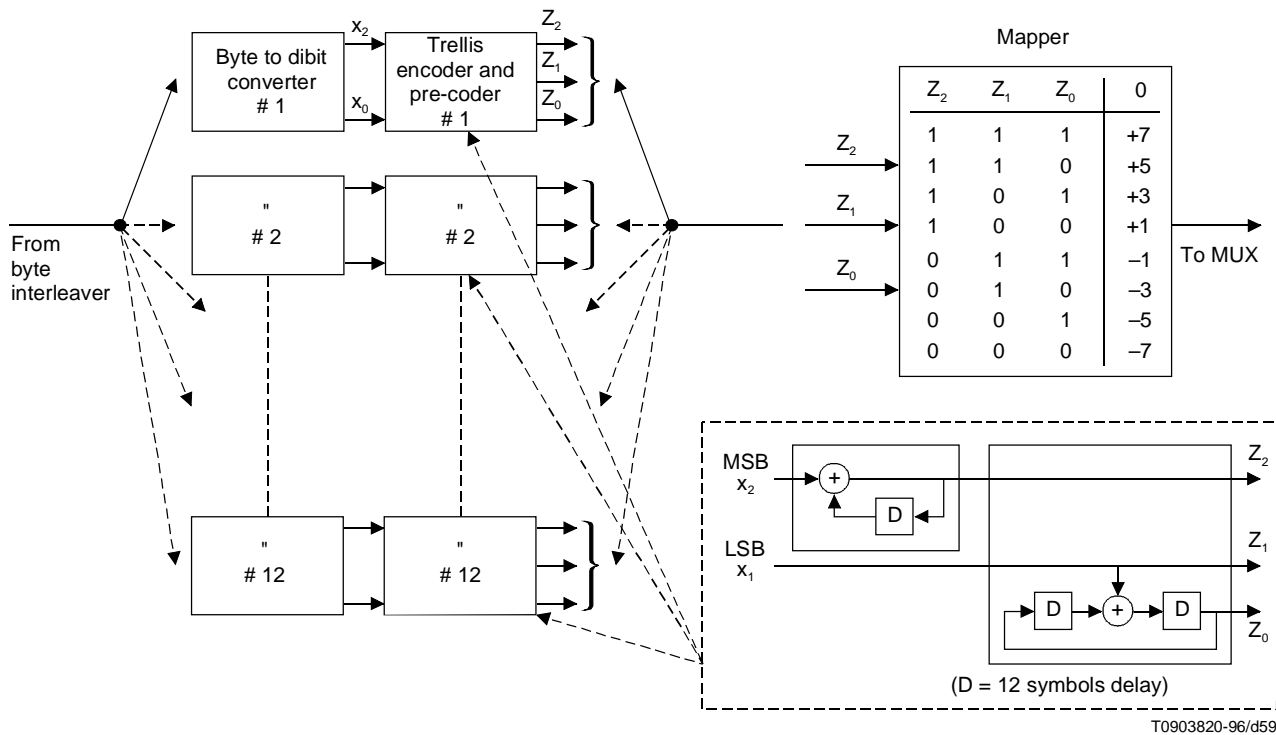 x2
Z2
Byte to dibit
converter
# 1
Trellis
encoder and
pre-coder
# 1
Z1
x0
Z0
Mapper
Z2 Z1 Z0 0
1 1 1 +7
1 1 0 +5
1 0 1 +3
1 0 0 +1
0 1 1 –1
0 1 0 –3
0 0 1 –5
0 0 0 –7
Z2
Z1
Z0
To MUX
From
byte
interleaver
"
# 2
"
# 2
"
# 12
"
# 12
MSB
x2
+
D
Z2
LSB
x1
Z1
D
+
D
Z0
(D = 12 symbols delay)
T0903820-96/d59